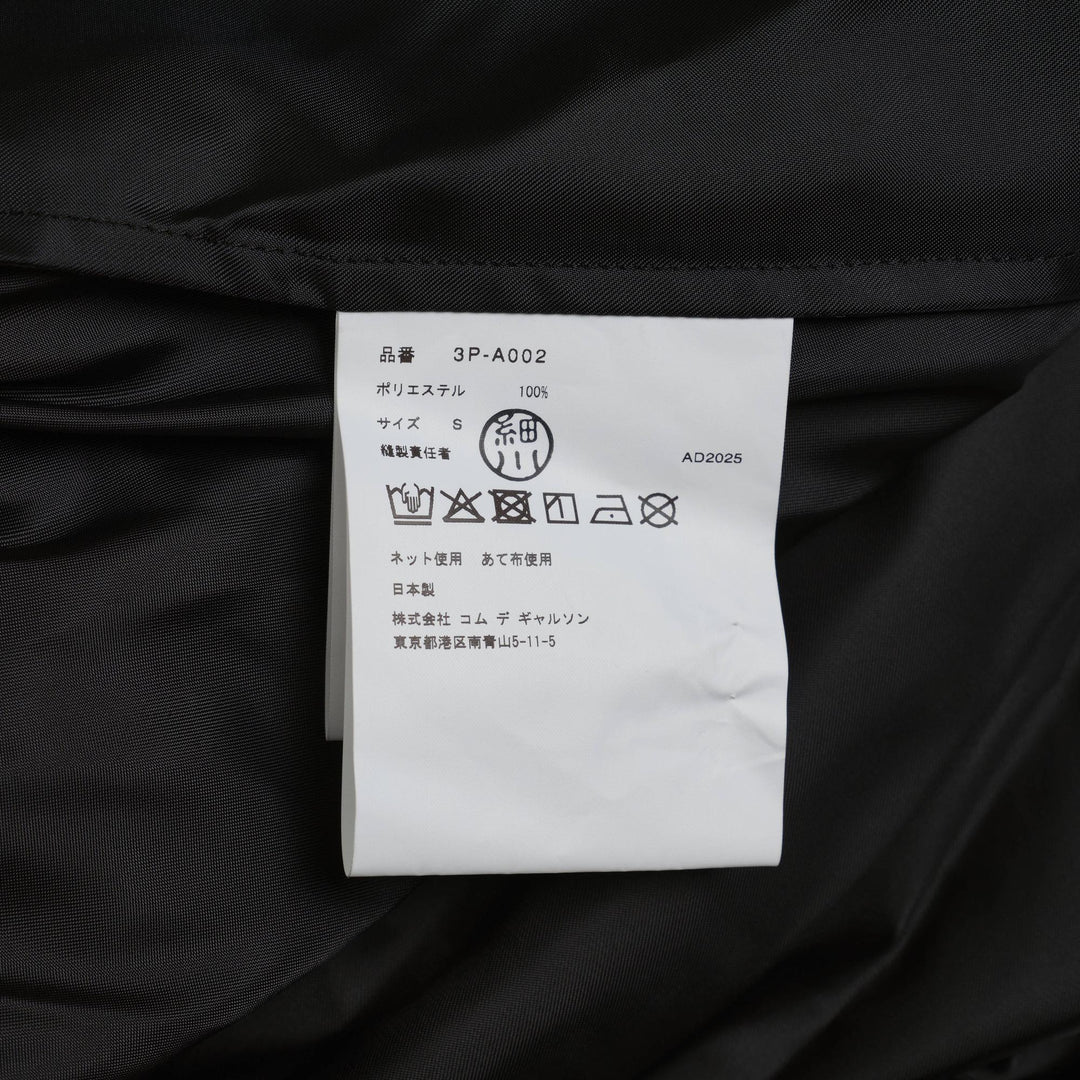 品番 3P-A002
ポリエステル 100%
サイズ S
縫製責任者 細川 AD2025
ネット使用 あて布使用
日本製
株式会社 コム デ ギャルソン
東京都港区南青山5-11-5